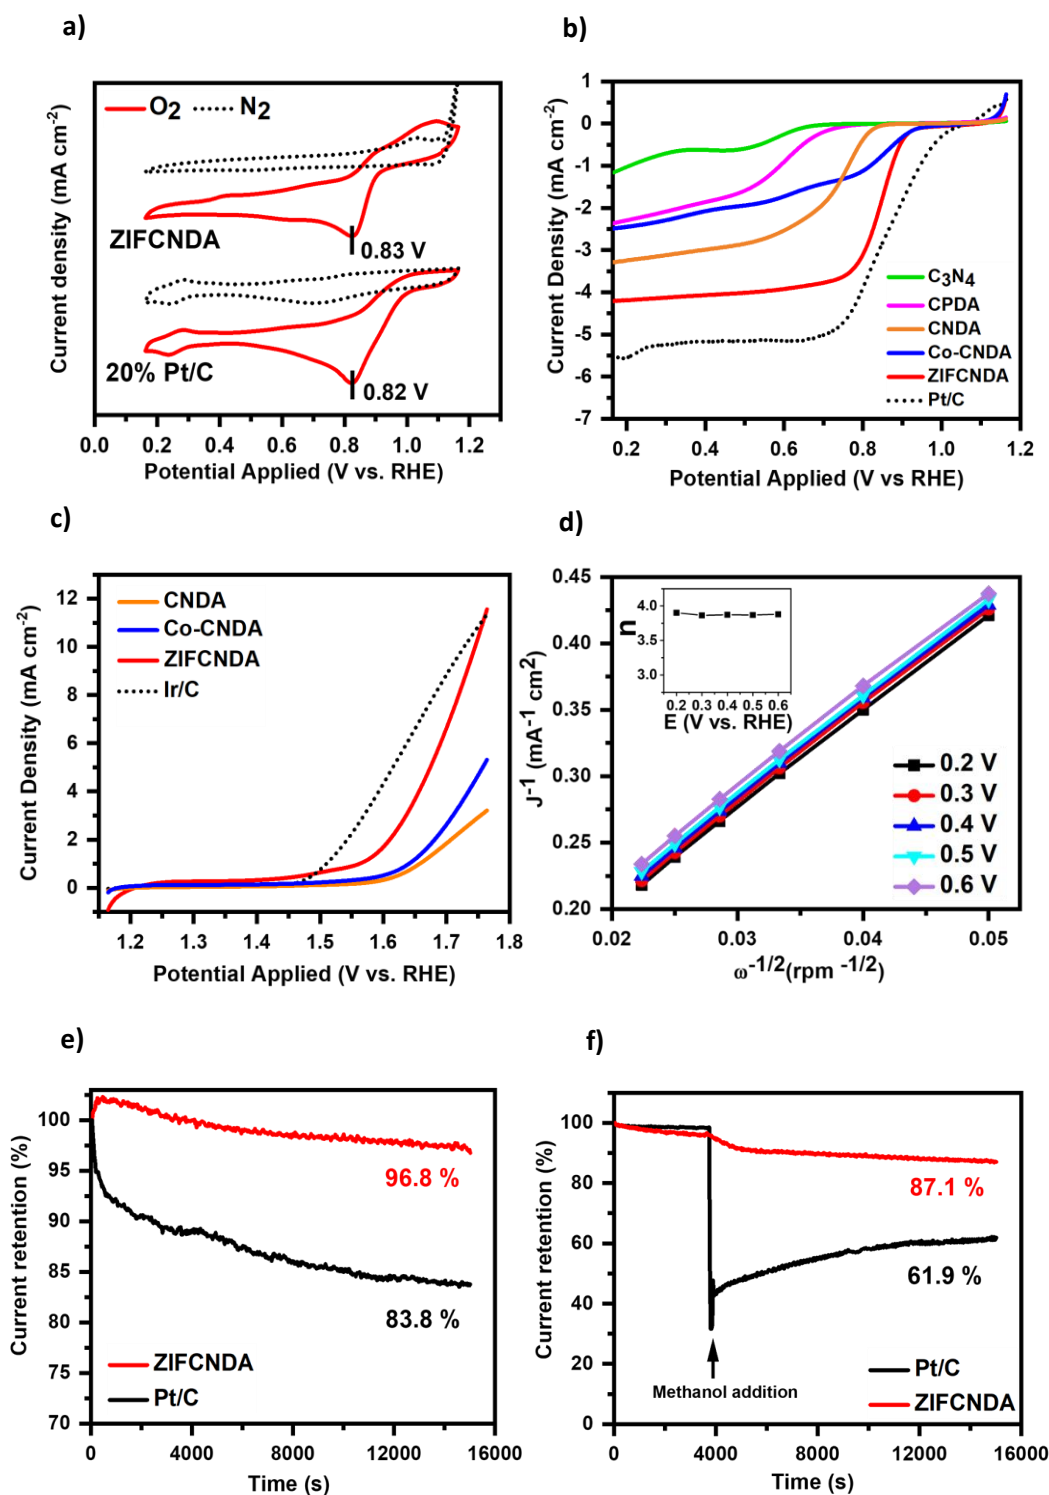 a)
Current density (mA cm-2)
O2 N2
ZIFCNDA
0.83 V
20% Pt/C
0.82 V
0.0 0.2 0.4 0.6 0.8 1.0 1.2
Potential Applied (V vs. RHE)
b)
Current Density (mA cm-2)
1
0
-1
-2
-3
-4
-5
-6
-7
C3N4
CPDA
CNDA
Co-CNDA
ZIFCNDA
Pt/C
0.2 0.4 0.6 0.8 1.0 1.2
Potential Applied (V vs RHE)
c)
Current Density (mA cm-2)
12
10
8
6
4
2
0
CNDA
Co-CNDA
ZIFCNDA
Ir/C
1.2 1.3 1.4 1.5 1.6 1.7 1.8
Potential Applied (V vs. RHE)
d)
J-1 (mA-1 cm2)
0.45
0.40
0.35
0.30
0.25
0.20
n
4.0
3.5
3.0
0.2 0.3 0.4 0.5 0.6
E (V vs. RHE)
0.2 V
0.3 V
0.4 V
0.5 V
0.6 V
0.02 0.03 0.04 0.05
ω-1/2(rpm -1/2)
e)
Current retention (%)
100
95
90
85
80
75
70
96.8 %
83.8 %
ZIFCNDA
Pt/C
0 4000 8000 12000 16000
Time (s)
f)
Current retention (%)
100
80
60
40
20
0
87.1 %
61.9 %
Methanol addition
Pt/C
ZIFCNDA
0 4000 8000 12000 16000
Time (s)